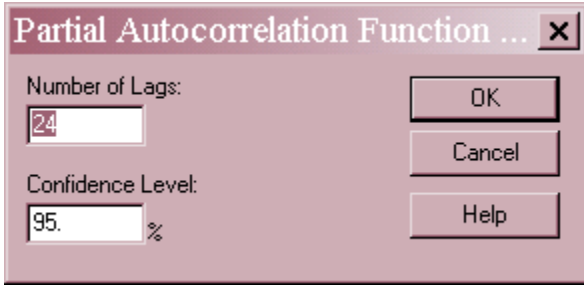 Partial Autocorrelation Function ...
Number of Lags:
24
OK
Cancel
Confidence Level:
95.
%
Help